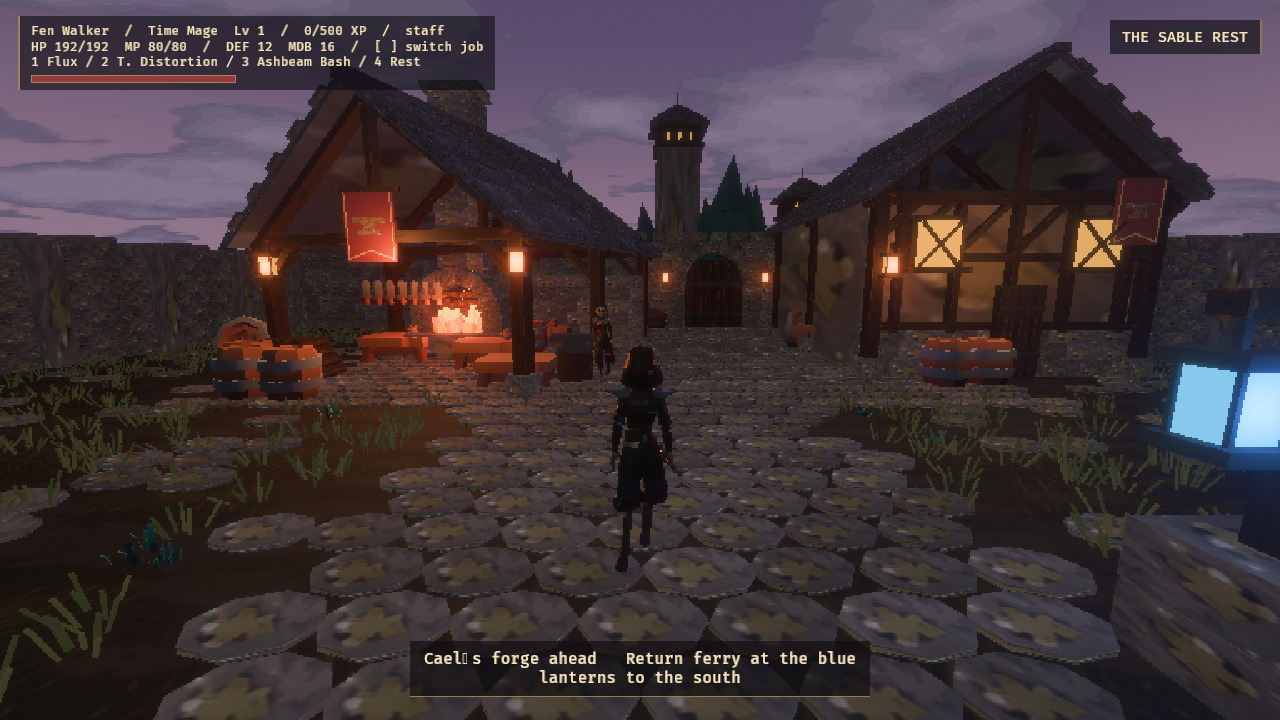 Fen Walker / Time Mage Lv 1 / 0/500 XP / staff
HP 192/192 MP 80/80 / DEF 12 MDB 16 / [ ] switch job
1 Flux / 2 T. Distortion / 3 Ashbeam Bash / 4 Rest
THE SABLE REST
Cael▯s forge ahead Return ferry at the blue
lanterns to the south